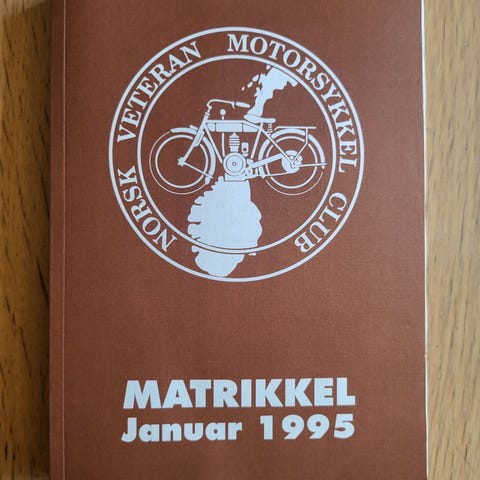 NORSK VETERAN MOTORSYKKEL CLUB
MATRIKKEL
Januar 1995